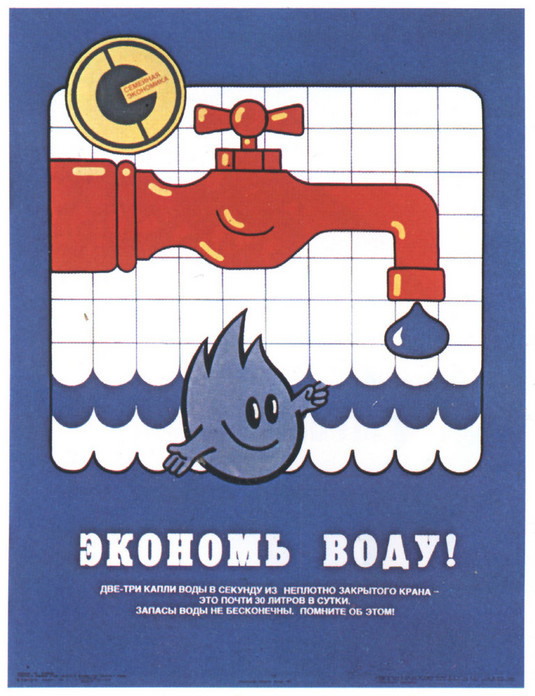 СЕМЕЙНАЯ
ЭКОНОМИКА
ЭКОНОМЬ ВОДУ!
ДВЕ-ТРИ КАПЛИ ВОДЫ В СЕКУНДУ ИЗ НЕПЛОТНО ЗАКРЫТОГО КРАНА –
ЭТО ПОЧТИ 30 ЛИТРОВ В СУТКИ.
ЗАПАСЫ ВОДЫ НЕ БЕСКОНЕЧНЫ. ПОМНИТЕ ОБ ЭТОМ!